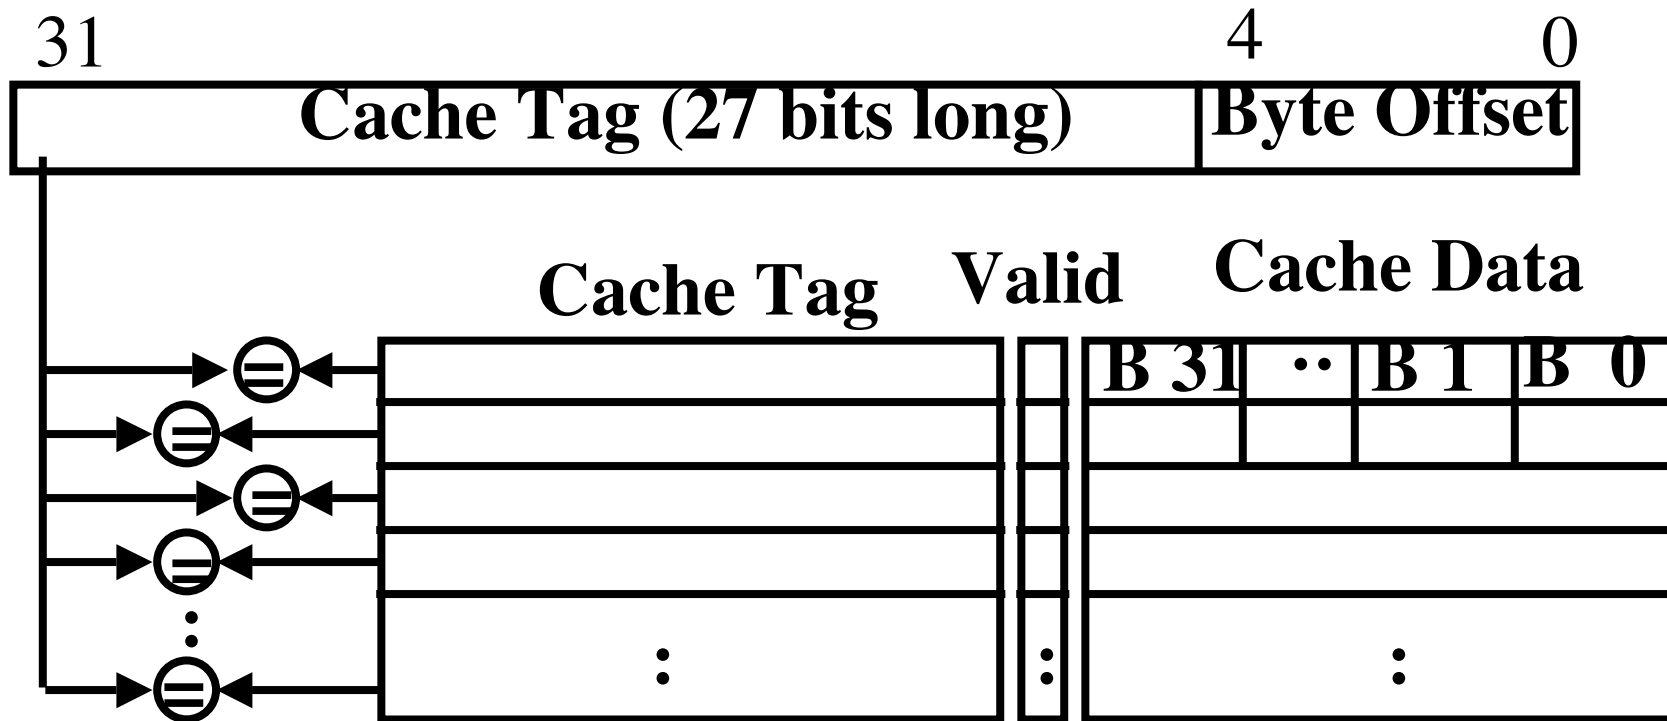 31 4 0
Cache Tag (27 bits long) Byte Offset
Cache Tag Valid Cache Data
= B 31 ·· B 1 B 0
=
=
=
:
= : : :